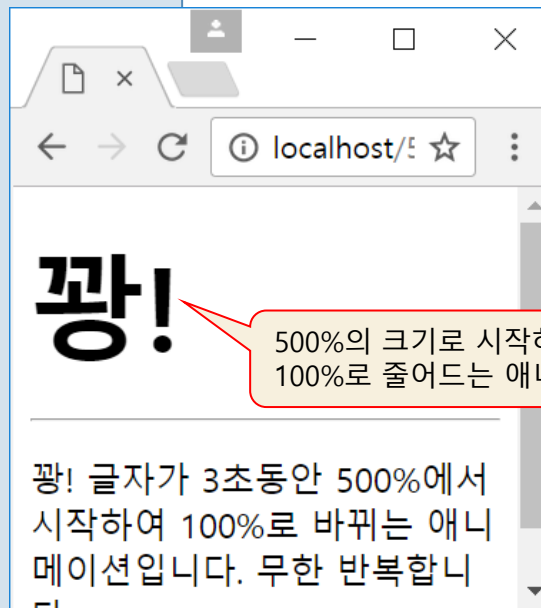 localhost/5
꽝!
500%의 크기로 시작하
100%로 줄어드는
꽝! 글자가 3초동안 500%에서
시작하여 100%로 바뀌는 애니
메이션입니다. 무한 반복합니